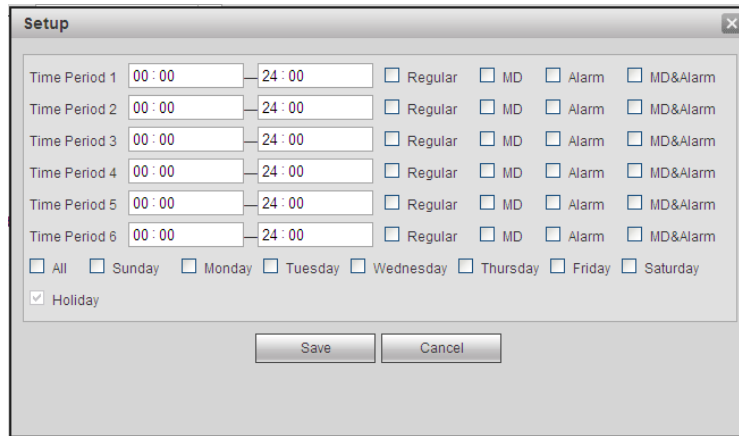 Setup
Time Period 1 00:00 — 24:00 Regular MD Alarm MD&Alarm
Time Period 2 00:00 — 24:00 Regular MD Alarm MD&Alarm
Time Period 3 00:00 — 24:00 Regular MD Alarm MD&Alarm
Time Period 4 00:00 — 24:00 Regular MD Alarm MD&Alarm
Time Period 5 00:00 — 24:00 Regular MD Alarm MD&Alarm
Time Period 6 00:00 — 24:00 Regular MD Alarm MD&Alarm
All Sunday Monday Tuesday Wednesday Thursday Friday Saturday
Holiday
Save Cancel